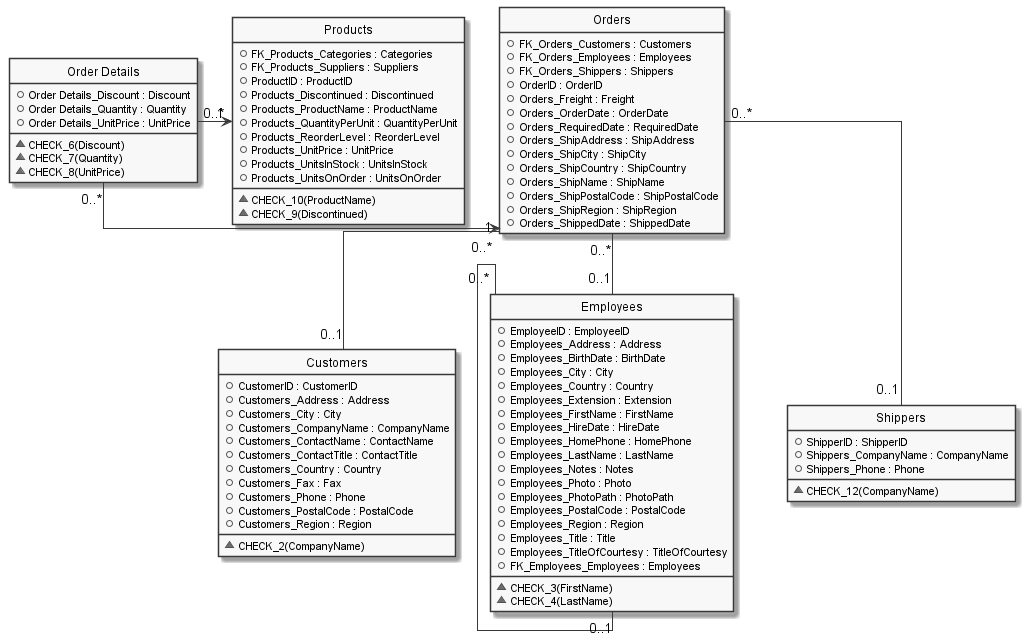 Order Details
Order Details_Discount : Discount
Order Details_Quantity : Quantity
Order Details_UnitPrice : UnitPrice
CHECK_6(Discount)
CHECK_7(Quantity)
CHECK_8(UnitPrice)
0..*
0..*
1
Products
FK_Products_Categories : Categories
FK_Products_Suppliers : Suppliers
ProductID : ProductID
Products_Discontinued : Discontinued
Products_ProductName : ProductName
Products_QuantityPerUnit : QuantityPerUnit
Products_ReorderLevel : ReorderLevel
Products_UnitPrice : UnitPrice
Products_UnitsInStock : UnitsInStock
Products_UnitsOnOrder : UnitsOnOrder
CHECK_10(ProductName)
CHECK_9(Discontinued)
Orders
FK_Orders_Customers : Customers
FK_Orders_Employees : Employees
FK_Orders_Shippers : Shippers
OrderID : OrderID
Orders_Freight : Freight
Orders_OrderDate : OrderDate
Orders_RequiredDate : RequiredDate
Orders_ShipAddress : ShipAddress
Orders_ShipCity : ShipCity
Orders_ShipCountry : ShipCountry
Orders_ShipName : ShipName
Orders_ShipPostalCode : ShipPostalCode
Orders_ShipRegion : ShipRegion
Orders_ShippedDate : ShippedDate
0..*
1
0..*
0..*
0..*
0..1
0..1
Customers
CustomerID : CustomerID
Customers_Address : Address
Customers_City : City
Customers_CompanyName : CompanyName
Customers_ContactName : ContactName
Customers_ContactTitle : ContactTitle
Customers_Country : Country
Customers_Fax : Fax
Customers_Phone : Phone
Customers_PostalCode : PostalCode
Customers_Region : Region
CHECK_2(CompanyName)
Employees
EmployeeID : EmployeeID
Employees_Address : Address
Employees_BirthDate : BirthDate
Employees_City : City
Employees_Country : Country
Employees_Extension : Extension
Employees_FirstName : FirstName
Employees_HireDate : HireDate
Employees_HomePhone : HomePhone
Employees_LastName : LastName
Employees_Notes : Notes
Employees_Photo : Photo
Employees_PhotoPath : PhotoPath
Employees_PostalCode : PostalCode
Employees_Region : Region
Employees_Title : Title
Employees_TitleOfCourtesy : TitleOfCourtesy
FK_Employees_Employees : Employees
CHECK_3(FirstName)
CHECK_4(LastName)
0..1
0..1
Shippers
ShipperID : ShipperID
Shippers_CompanyName : CompanyName
Shippers_Phone : Phone
CHECK_12(CompanyName)